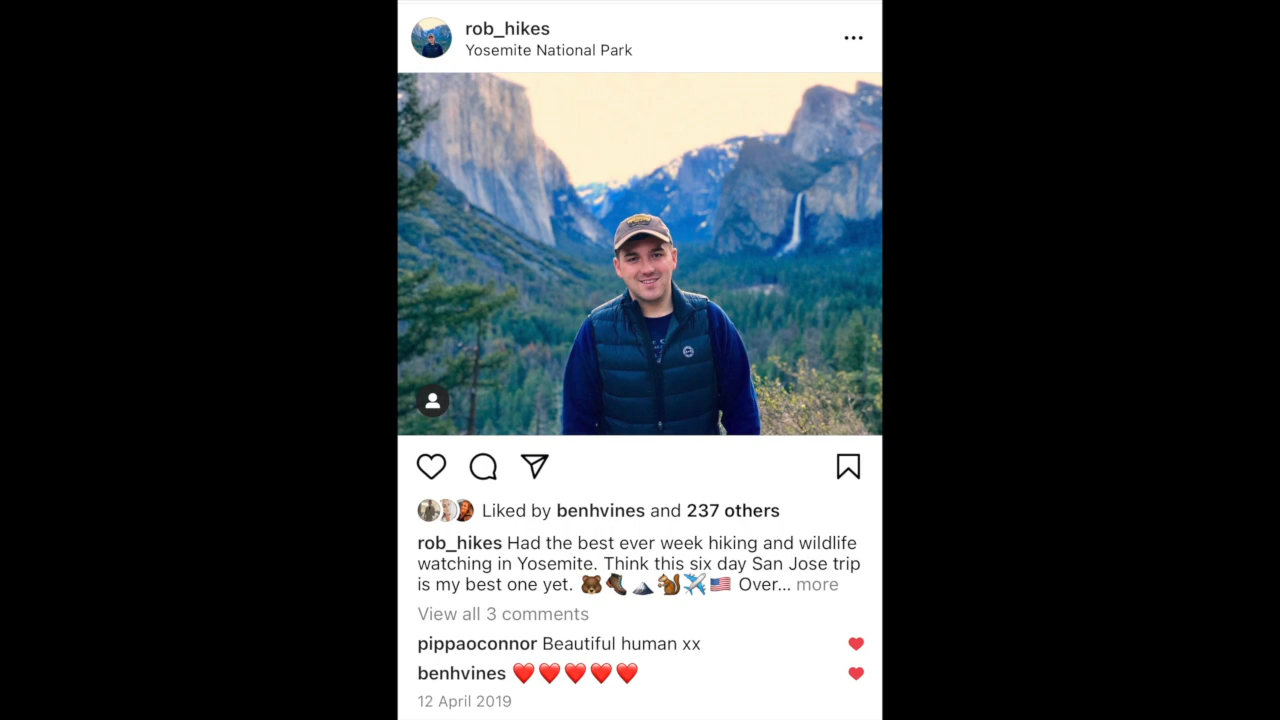 rob_hikes
Yosemite National Park
Liked by benhvines and 237 others
rob_hikes Had the best ever week hiking and wildlife
watching in Yosemite. Think this six day San Jose trip
is my best one yet. 🐻🥾🏔️🐿️✈️🇺🇸 Over... more
View all 3 comments
pippaoconnor Beautiful human xx
benhvines ❤️❤️❤️❤️❤️
12 April 2019